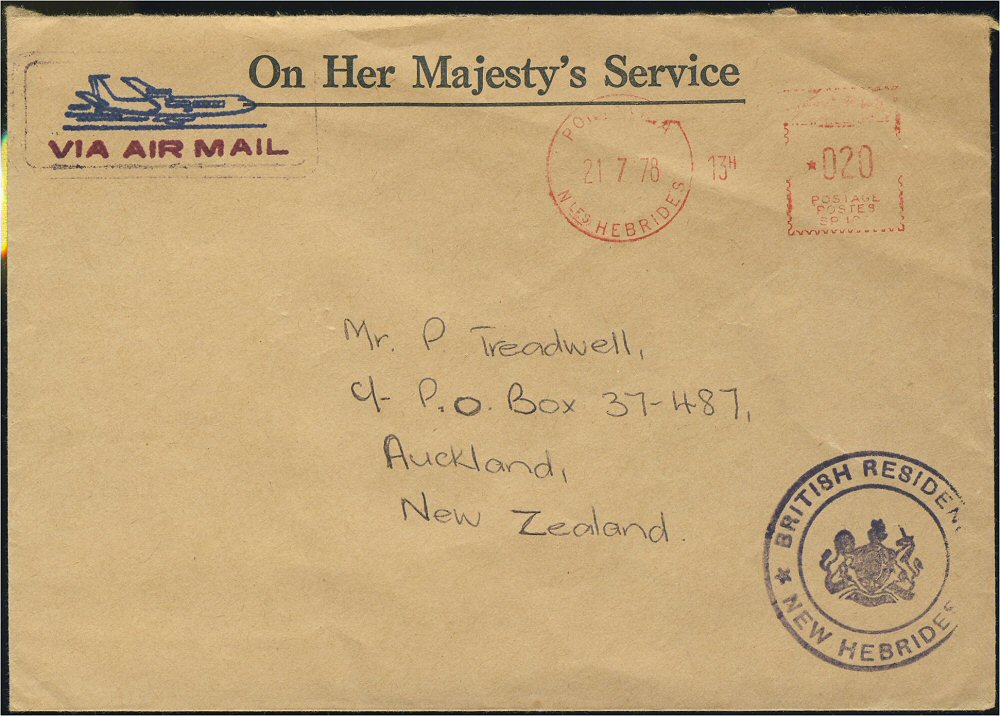 On Her Majesty's Service
VIA AIR MAIL
21 7 78 13H
NLES HEBRIDES
*020
POSTAGE
POSTES
Mr. P Treadwell,
c/- P.O. Box 37-487,
Auckland,
New Zealand.
BRITISH RESIDEN
★ NEW HEBRIDES